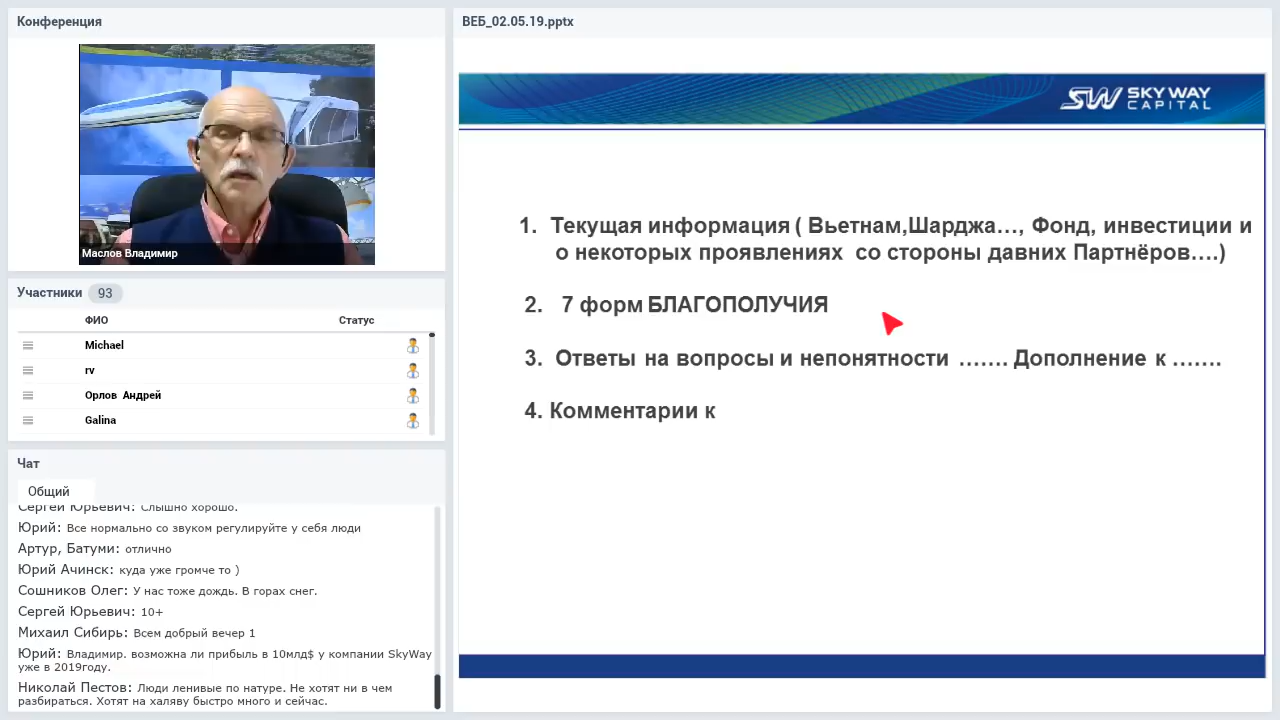 Конференция
Маслов Владимир
Участники 93
ФИО Статус
Michael
rv
Орлов Андрей
Galina
Чат
Общий
Сергей Юрьевич: Слышно хорошо.
Юрий: Все нормально со звуком регулируйте у себя люди
Артур, Батуми: отлично
Юрий Ачинск: куда уже громче то )
Сошников Олег: У нас тоже дождь. В горах снег.
Сергей Юрьевич: 10+
Михаил Сибирь: Всем добрый вечер 1
Юрий: Владимир. возможна ли прибыль в 10млд$ у компании SkyWay
уже в 2019году.
Николай Пестов: Люди ленивые по натуре. Не хотят ни в чем
разбираться. Хотят на халяву быстро много и сейчас.
ВЕБ_02.05.19.pptx
SW SKY WAY
CAPITAL
1. Текущая информация ( Вьетнам,Шарджа…, Фонд, инвестиции и
о некоторых проявлениях со стороны давних Партнёров….)
2. 7 форм БЛАГОПОЛУЧИЯ
3. Ответы на вопросы и непонятности ……. Дополнение к …….
4. Комментарии к